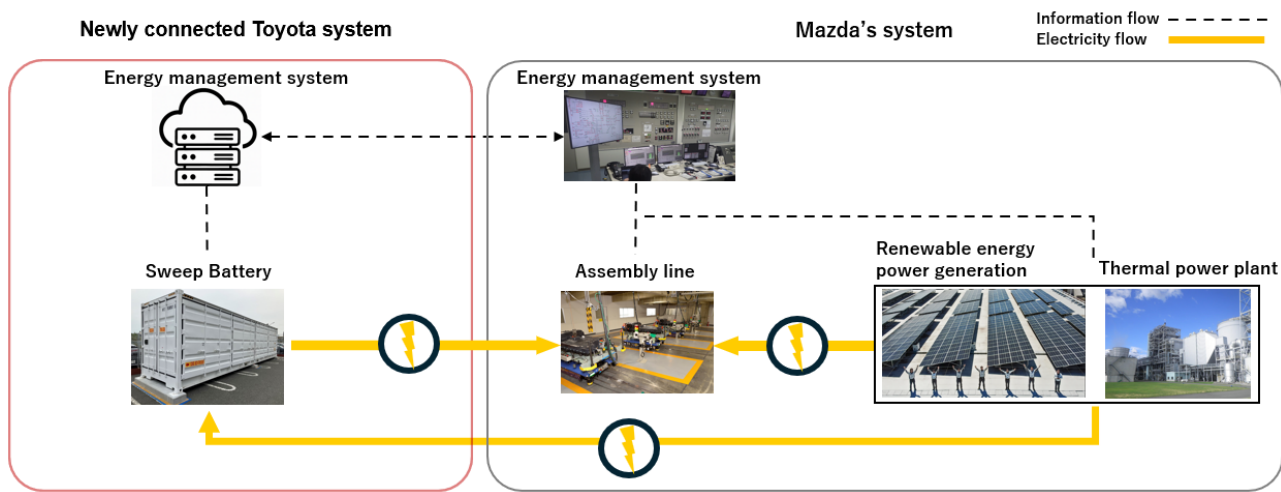 Newly connected Toyota system
Mazda's system
Information flow
Electricity flow
Energy management system
Energy management system
Sweep Battery
Assembly line
Renewable energy
power generation
Thermal power plant